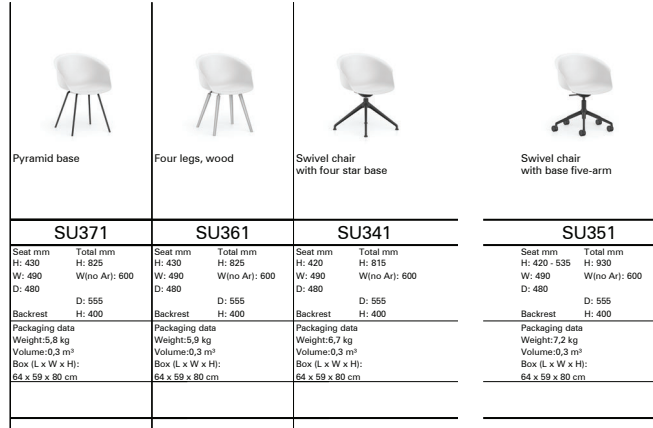 Pyramid base
Four legs, wood
Swivel chair
with four star base
Swivel chair
with base five-arm
SU371
SU361
SU341
SU351
Seat mm Total mm
H: 430 H: 825
W: 490 W(no Ar): 600
D: 480
D: 555
Backrest H: 400
Seat mm Total mm
H: 430 H: 825
W: 490 W(no Ar): 600
D: 480
D: 555
Backrest H: 400
Seat mm Total mm
H: 420 H: 815
W: 490 W(no Ar): 600
D: 480
D: 555
Backrest H: 400
Seat mm Total mm
H: 420 - 535 H: 930
W: 490 W(no Ar): 600
D: 480
D: 555
Backrest H: 400
Packaging data
Weight:5,8 kg
Volume:0,3 m³
Box (L x W x H):
64 x 59 x 80 cm
Packaging data
Weight:5,9 kg
Volume:0,3 m³
Box (L x W x H):
64 x 59 x 80 cm
Packaging data
Weight:6,7 kg
Volume:0,3 m³
Box (L x W x H):
64 x 59 x 80 cm
Packaging data
Weight:7,2 kg
Volume:0,3 m³
Box (L x W x H):
64 x 59 x 80 cm